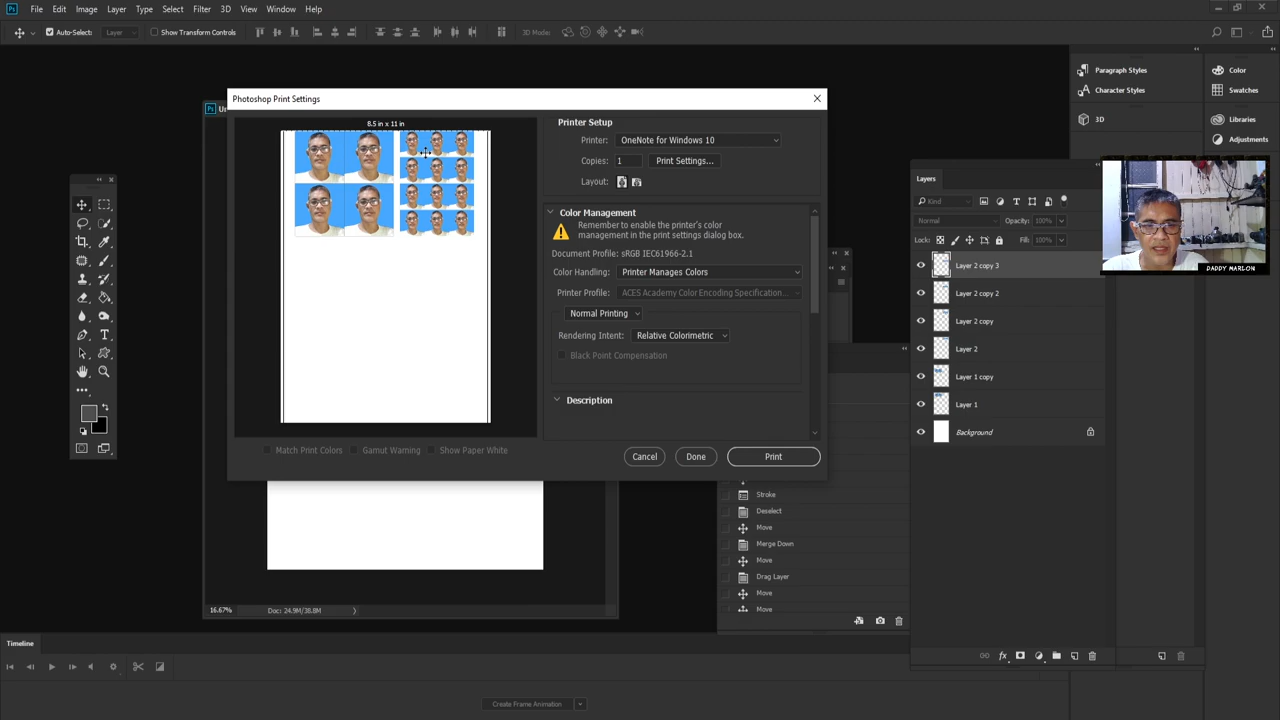 Ps File Edit Image Layer Type Select Filter 3D View Window Help
Auto-Select: Layer Show Transform Controls 3D Mode:
Paragraph Styles
Character Styles
3D
Color
Swatches
Libraries
Adjustments
Ps
Photoshop Print Settings
8.5 in x 11 in
Printer Setup
Printer: OneNote for Windows 10
Copies: 1 Print Settings...
Layout:
Color Management
Remember to enable the printer's color
management in the print settings dialog box.
Document Profile: sRGB IEC61966-2.1
Color Handling: Printer Manages Colors
Printer Profile: ACES Academy Color Encoding Specification...
Normal Printing
Rendering Intent: Relative Colorimetric
Black Point Compensation
Description
Match Print Colors Gamut Warning Show Paper White
Cancel Done Print
Stroke
Deselect
Move
Merge Down
Move
Drag Layer
Move
Move
16.67% Doc: 24.9M/38.8M
Layers
Kind
Normal Opacity: 100%
Lock: Fill: 100%
Layer 2 copy 3
Layer 2 copy 2
Layer 2 copy
Layer 2
Layer 1 copy
Layer 1
Background
DADDY MARLON
Timeline
Create Frame Animation